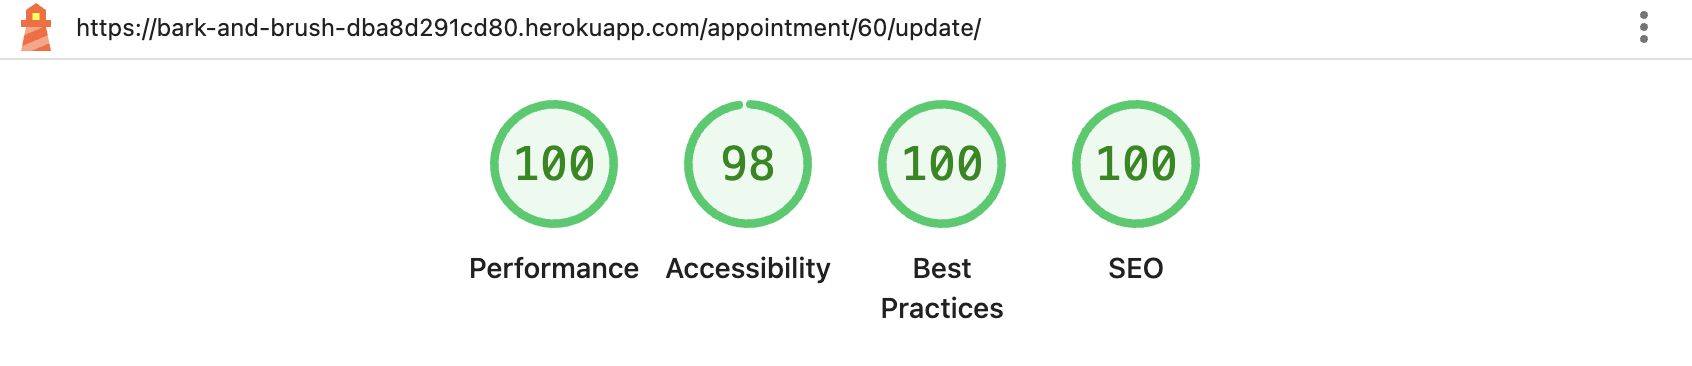 https://bark-and-brush-dba8d291cd80.herokuapp.com/appointment/60/update/
100 98 100 100
Performance Accessibility Best Practices SEO